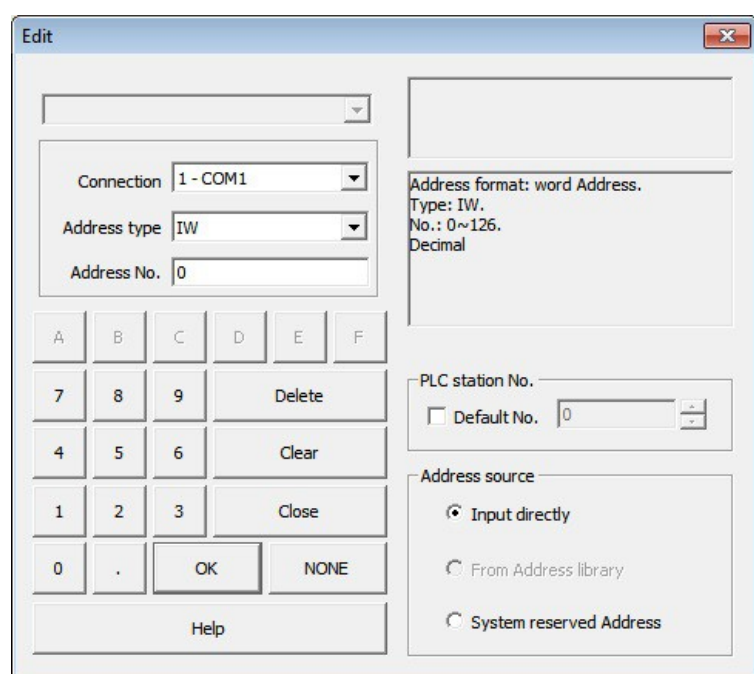 Edit
Connection 1 - COM1
Address type IW
Address No. 0
Address format: word Address.
Type: IW.
No.: 0~126.
Decimal
A B C D E F
7 8 9 Delete
4 5 6 Clear
1 2 3 Close
0 . OK NONE
Help
PLC station No.
Default No. 0
Address source
Input directly
From Address library
System reserved Address